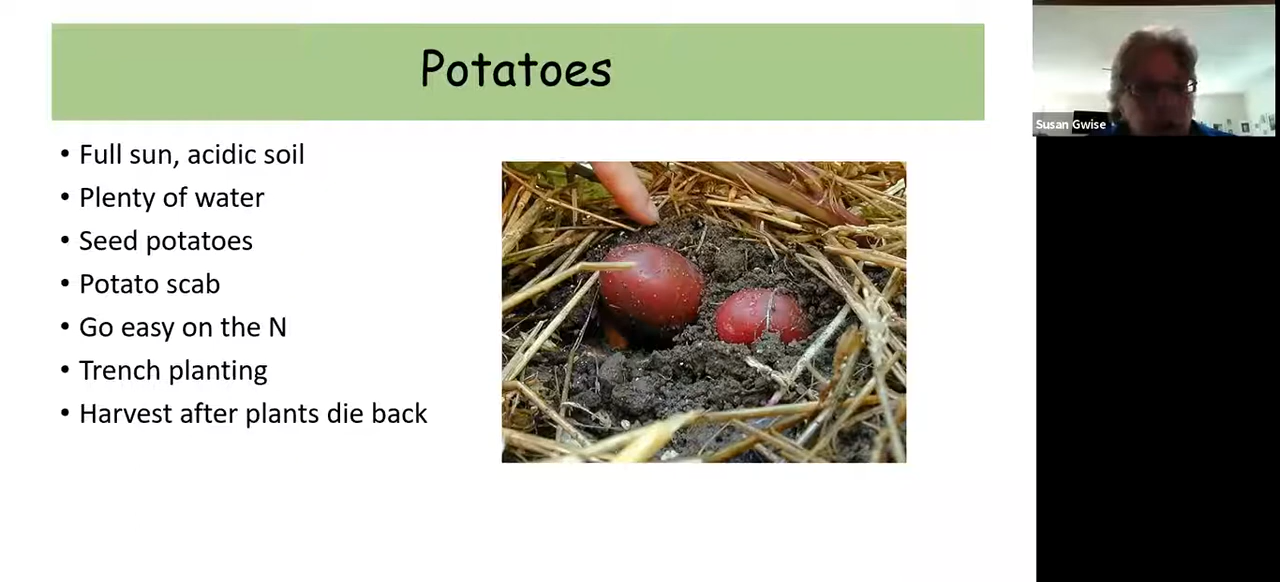 Potatoes
• Full sun, acidic soil
• Plenty of water
• Seed potatoes
• Potato scab
• Go easy on the N
• Trench planting
• Harvest after plants die back
Susan Gwise